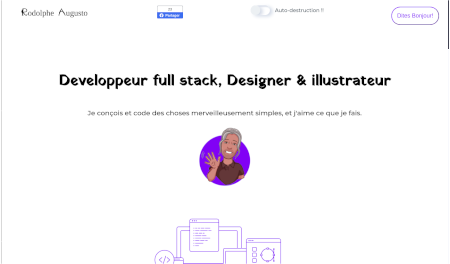 Rodolphe Augusto
Partager
Auto-destruction !!
Dites Bonjour!
Developpeur full stack, Designer & illustrateur
Je conçois et code des choses merveilleusement simples, et j'aime ce que je fais.
</>